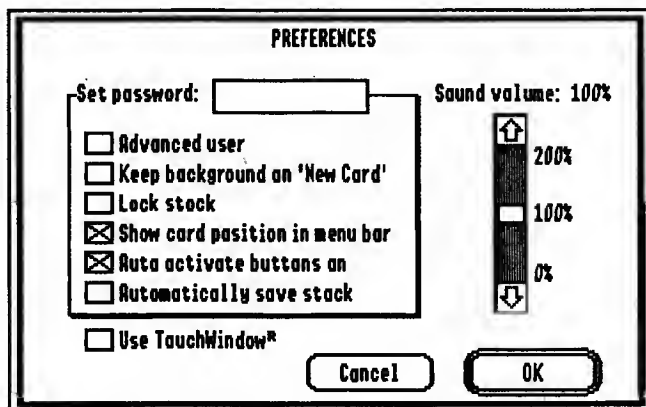 PREFERENCES
Set password:
Sound volume: 100%
Advanced user
Keep background on 'New Card'
Lock stack
Show card position in menu bar
Auto activate buttons on
Automatically save stack
Use TouchWindow®
200%
100%
0%
Cancel
OK